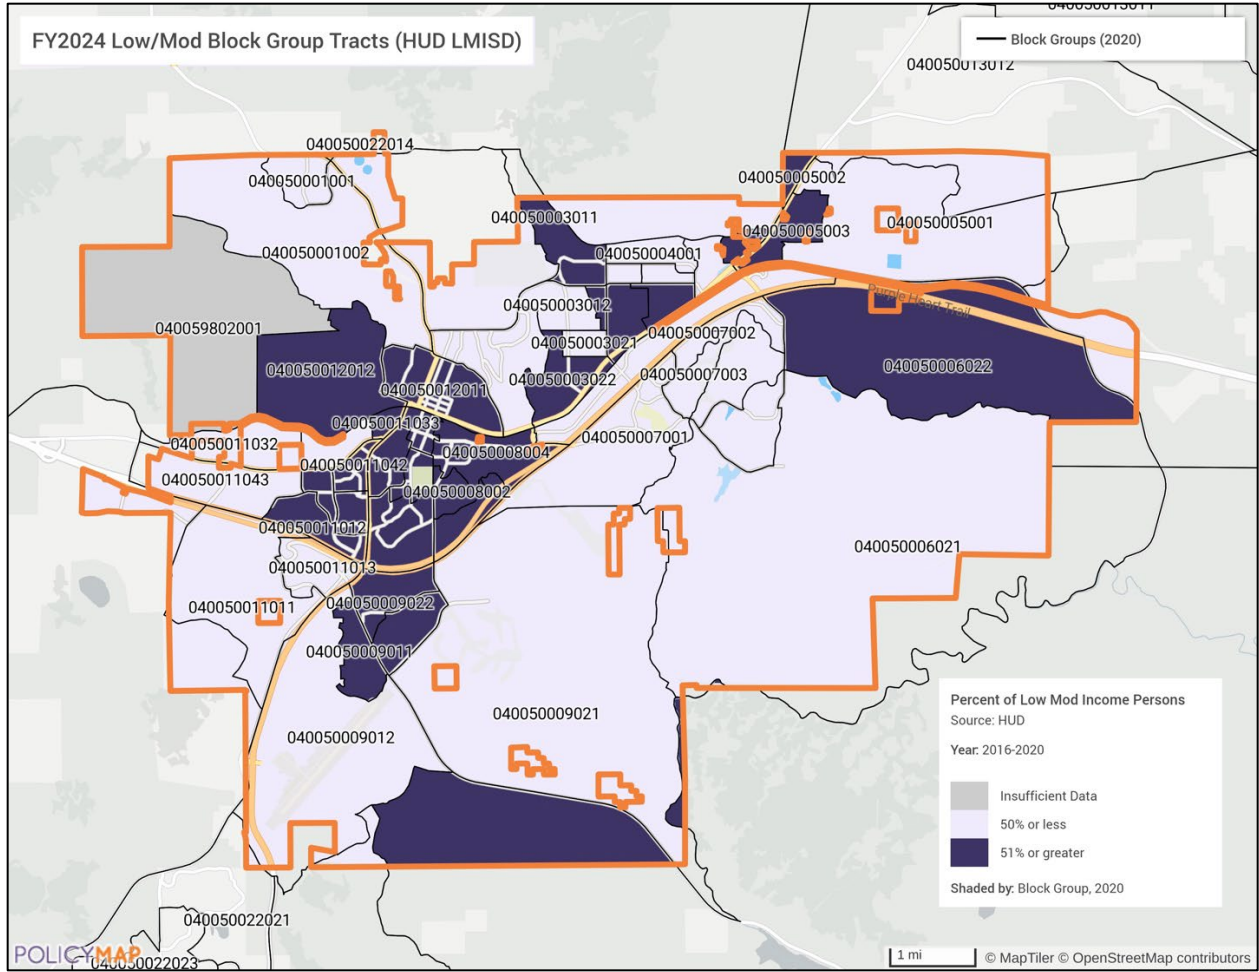 040050013011
FY2024 Low/Mod Block Group Tracts (HUD LMISD)
Block Groups (2020)
040050013012
040050022014
040050005002
040050001001
040050003011
040050005001
040050005003
040050001002
040050004001
Purple Heart Trail
040050003012
040059802001
040050007002
040050003021
040050012012
040050006022
040050007003
040050003022
040050012011
040050011033
040050007001
040050011032
040050008004
040050011042
040050011043
040050008002
040050011012
040050006021
040050011013
040050011011
040050009022
040050009011
040050009021
040050009012
Percent of Low Mod Income Persons
Source: HUD
Year: 2016-2020
Insufficient Data
50% or less
51% or greater
Shaded by: Block Group, 2020
040050022021
POLICYMAP
040050022023
1 mi
© MapTiler © OpenStreetMap contributors